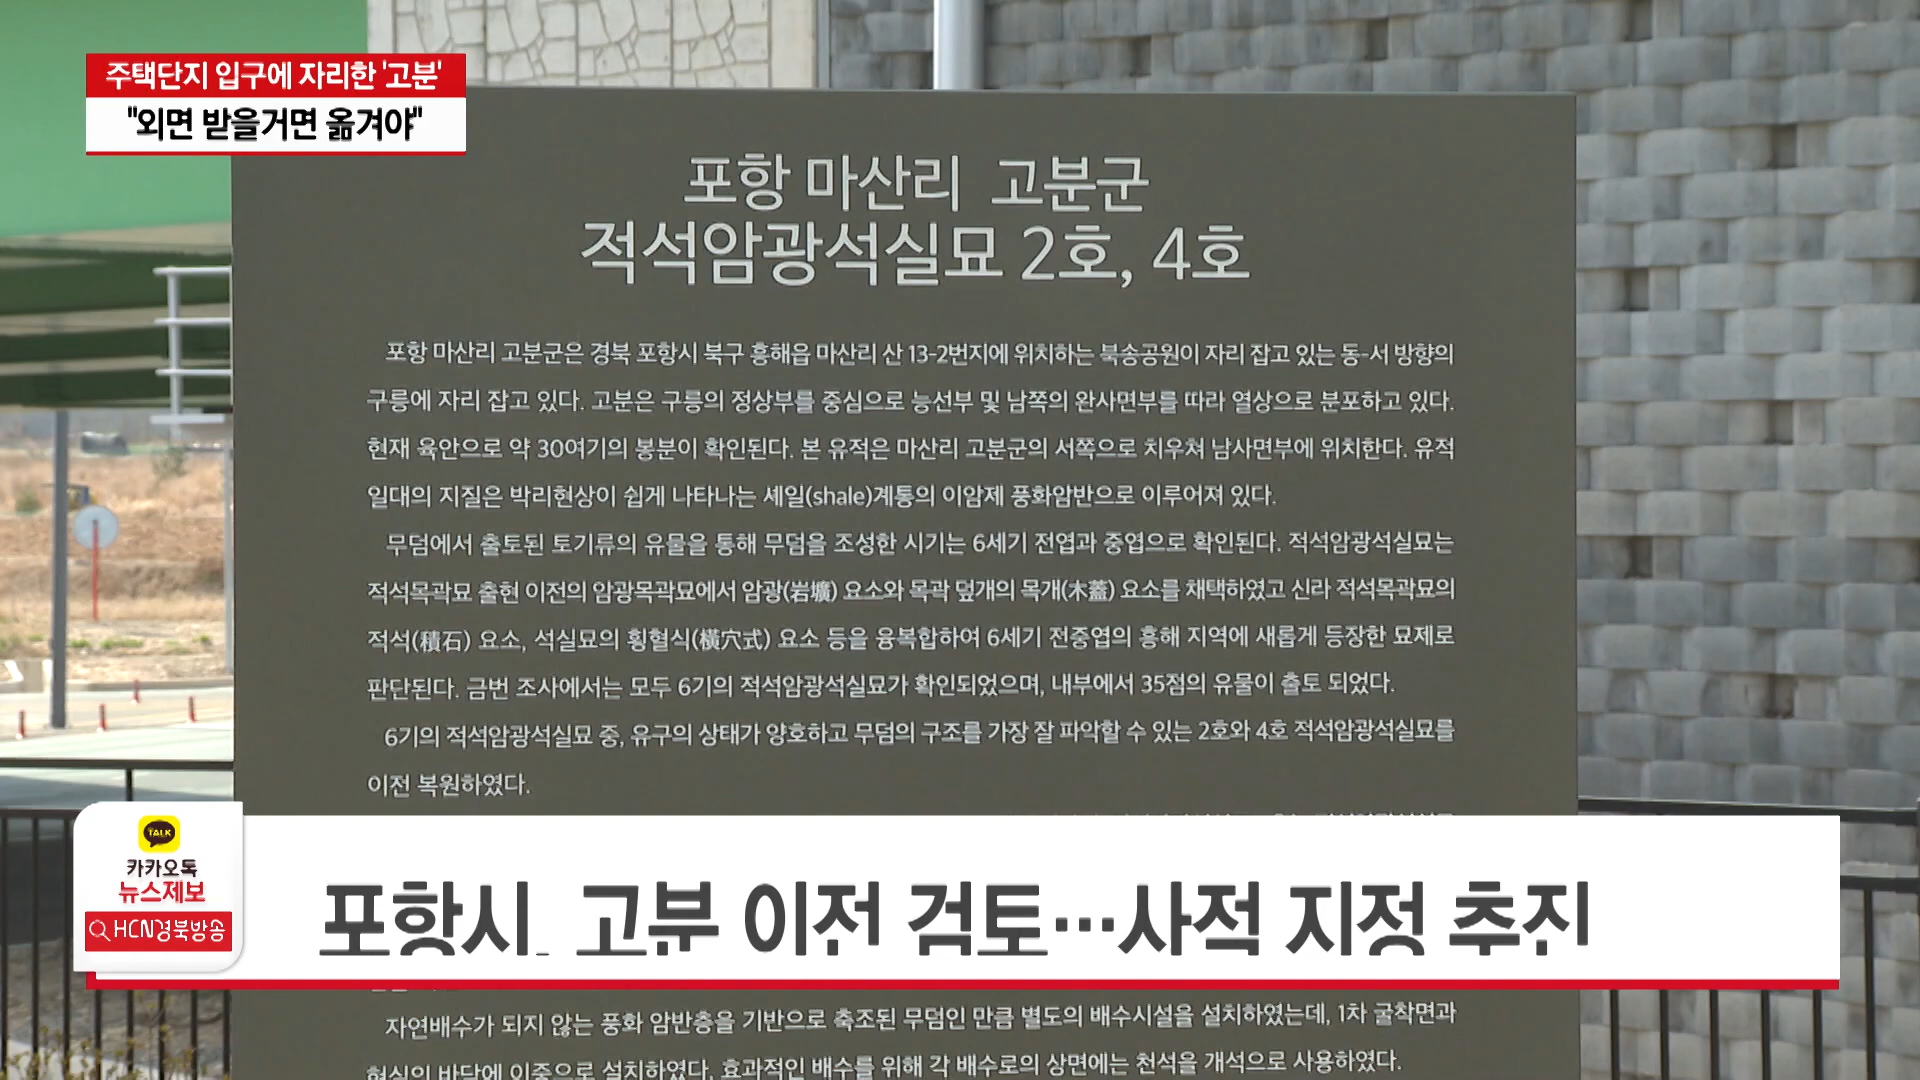 주택단지 입구에 자리한 '고분'
"외면 받을거면 옮겨야"
포항 마산리 고분군
적석암광석실묘 2호, 4호
포항 마산리 고분군은 경북 포항시 북구 흥해읍 마산리 산 13-2번지에 위치하는 북송공원이 자리 잡고 있는 동-서 방향의
구릉에 자리 잡고 있다. 고분은 구릉의 정상부를 중심으로 능선부 및 남쪽의 완사면부를 따라 열상으로 분포하고 있다.
현재 육안으로 약 30여기의 봉분이 확인된다. 본 유적은 마산리 고분군의 서쪽으로 치우쳐 남사면부에 위치한다. 유적
일대의 지질은 박리현상이 쉽게 나타나는 셰일(shale)계통의 이암제 풍화암반으로 이루어져 있다.
무덤에서 출토된 토기류의 유물을 통해 무덤을 조성한 시기는 6세기 전엽과 중엽으로 확인된다. 적석암광석실묘는
적석목곽묘 출현 이전의 암광목곽묘에서 암광(岩壙) 요소와 목곽 덮개의 목개(木蓋) 요소를 채택하였고 신라 적석목곽묘의
적석(積石) 요소, 석실묘의 횡혈식(橫穴式) 요소 등을 융복합하여 6세기 전중엽의 흥해 지역에 새롭게 등장한 묘제로
판단된다. 금번 조사에서는 모두 6기의 적석암광석실묘가 확인되었으며, 내부에서 35점의 유물이 출토 되었다.
6기의 적석암광석실묘 중, 유구의 상태가 양호하고 무덤의 구조를 가장 잘 파악할 수 있는 2호와 4호 적석암광석실묘를
이전 복원하였다.
TALK
카카오톡
뉴스제보
HCN경북방송
포항시, 고분 이전 검토…사적 지정 추진
자연배수가 되지 않는 풍화 암반층을 기반으로 축조된 무덤인 만큼 별도의 배수시설을 설치하였는데, 1차 굴착면과
현실의 바닥에 이중으로 설치하였다. 효과적인 배수를 위해 각 배수로의 상면에는 천석을 개석으로 사용하였다.